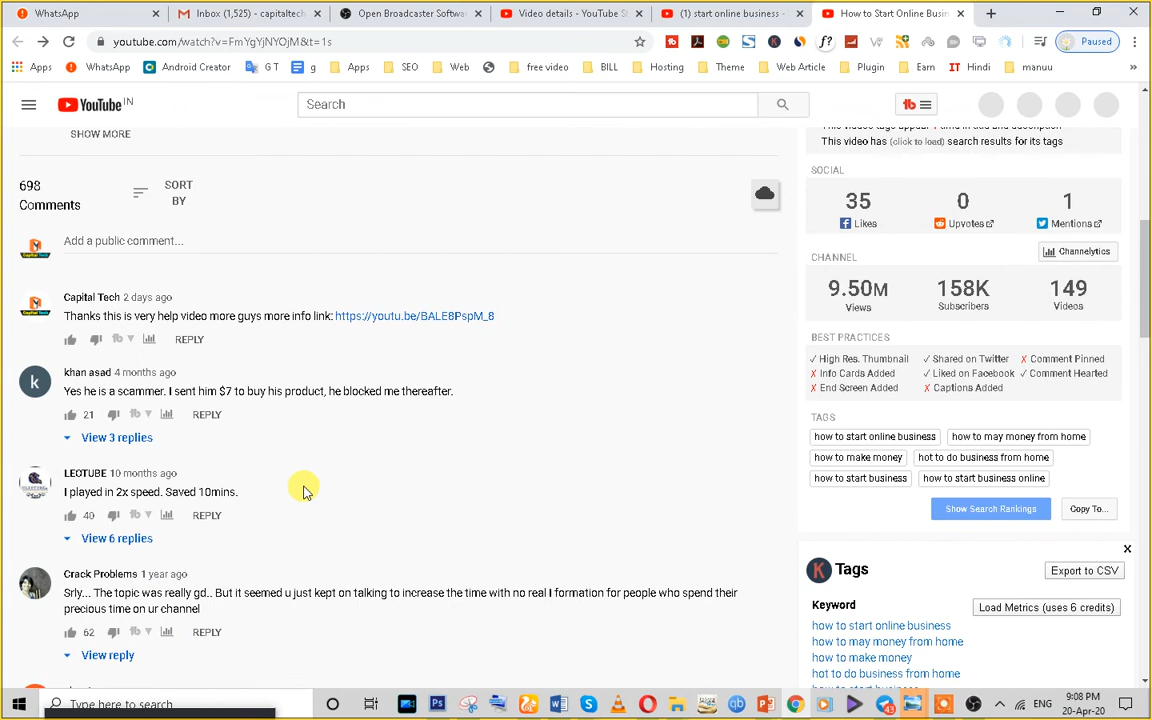 WhatsApp
Inbox (1,525) - capitaltech
Open Broadcaster Softwa
Video details - YouTube S
(1) start online business -
How to Start Online Busin
youtube.com/watch?v=FmYgYjNYOjM&t=1s
Paused
Apps
WhatsApp
Android Creator
G T
g
Apps
SEO
Web
free video
BILL
Hosting
Theme
Web Article
Plugin
Earn
IT Hindi
manuu
YouTube IN
Search
tb
SHOW MORE
698
Comments
SORT
BY
Add a public comment...
Capital Tech 2 days ago
Thanks this is very help video more guys more info link: https://youtu.be/BALE8PspM_8
REPLY
khan asad 4 months ago
Yes he is a scammer. I sent him $7 to buy his product, he blocked me thereafter.
21 REPLY
View 3 replies
LEOTUBE 10 months ago
I played in 2x speed. Saved 10mins.
40 REPLY
View 6 replies
Crack Problems 1 year ago
Srly... The topic was really gd.. But it seemed u just kept on talking to increase the time with no real I formation for people who spend their
precious time on ur channel
62 REPLY
View reply
This video has (click to load) search results for its tags
SOCIAL
35 0 1
Likes Upvotes Mentions
Channelytics
CHANNEL
9.50M 158K 149
Views Subscribers Videos
BEST PRACTICES
✓ High Res. Thumbnail ✓ Shared on Twitter ✗ Comment Pinned
✗ Info Cards Added ✓ Liked on Facebook ✓ Comment Hearted
✗ End Screen Added ✗ Captions Added
TAGS
how to start online business how to may money from home
how to make money hot to do business from home
how to start business how to start business online
Show Search Rankings Copy To...
K Tags
Export to CSV
Keyword
Load Metrics (uses 6 credits)
how to start online business
how to may money from home
how to make money
hot to do business from home
Type here to search
43
ENG
9:08 PM
20-Apr-20